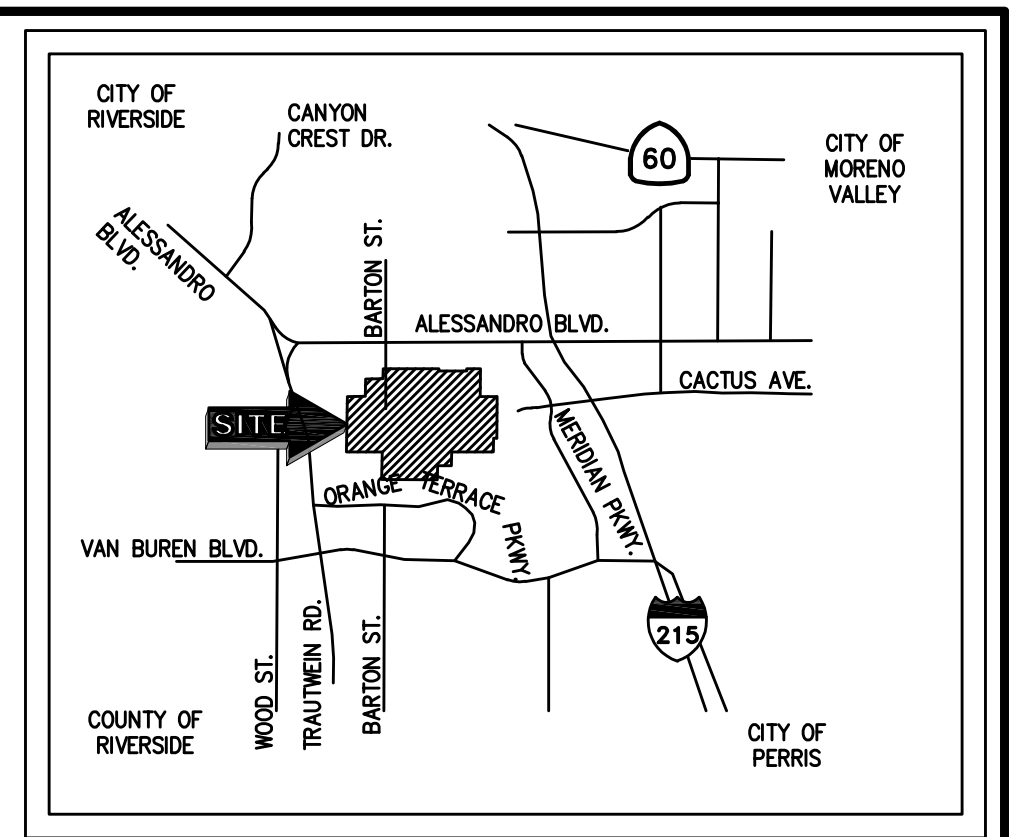 CITY OF
RIVERSIDE
CANYON
CREST DR.
60
CITY OF
MORENO
VALLEY
ALESSANDRO
BLVD.
BARTON ST.
ALESSANDRO BLVD.
CACTUS AVE.
SITE
MERIDIAN PKWY.
ORANGE TERRACE PKWY.
VAN BUREN BLVD.
215
WOOD ST.
TRAUTWEIN RD.
BARTON ST.
COUNTY OF
RIVERSIDE
CITY OF
PERRIS